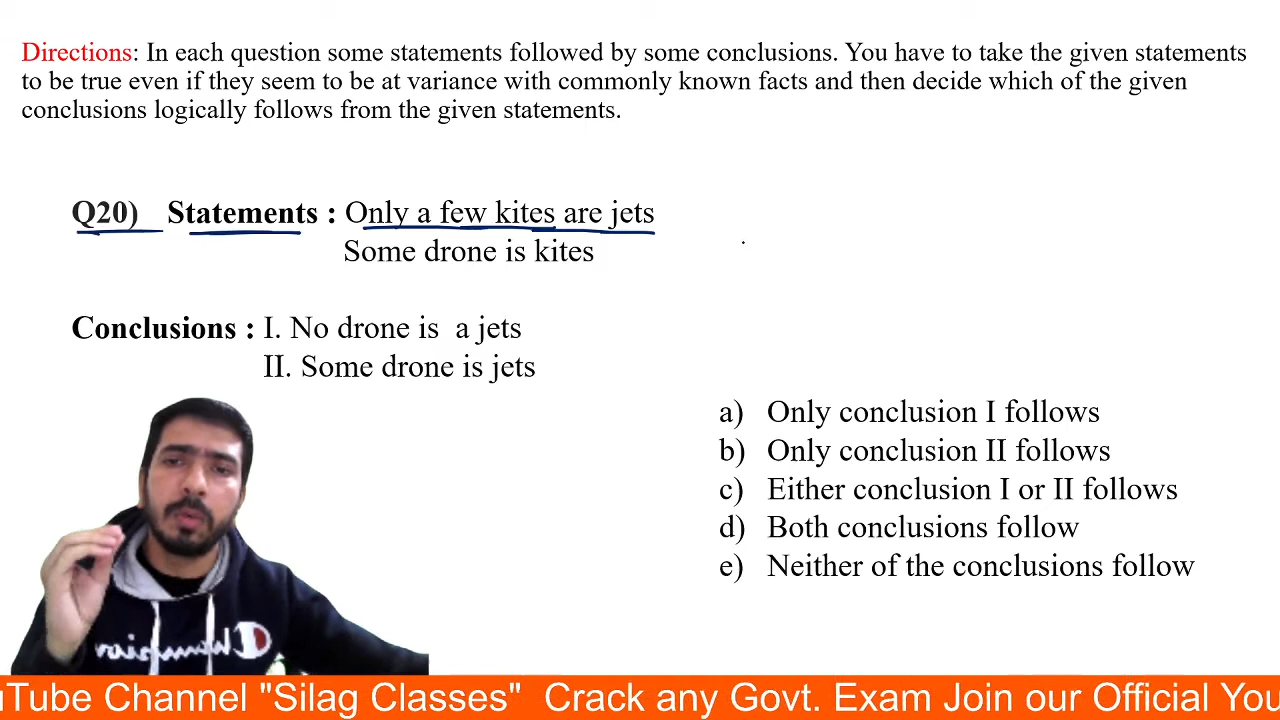 Directions: In each question some statements followed by some conclusions. You have to take the given statements
to be true even if they seem to be at variance with commonly known facts and then decide which of the given
conclusions logically follows from the given statements.
Q20) Statements : Only a few kites are jets
Some drone is kites
Conclusions : I. No drone is a jets
II. Some drone is jets
a) Only conclusion I follows
b) Only conclusion II follows
c) Either conclusion I or II follows
d) Both conclusions follow
e) Neither of the conclusions follow
Champion
uTube Channel "Silag Classes" Crack any Govt. Exam Join our Official You